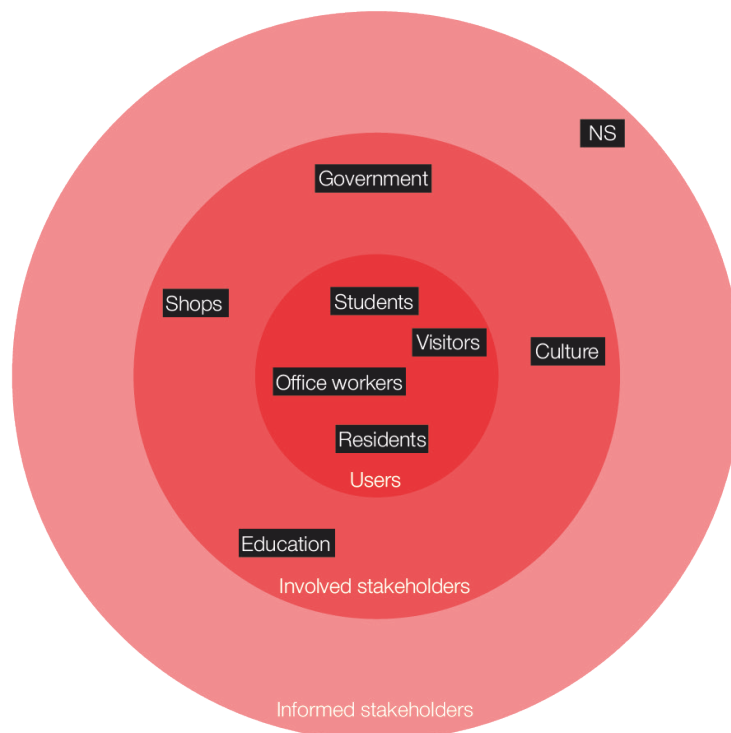 NS
Government
Students
Shops
Visitors
Culture
Office workers
Residents
Users
Education
Involved stakeholders
Informed stakeholders